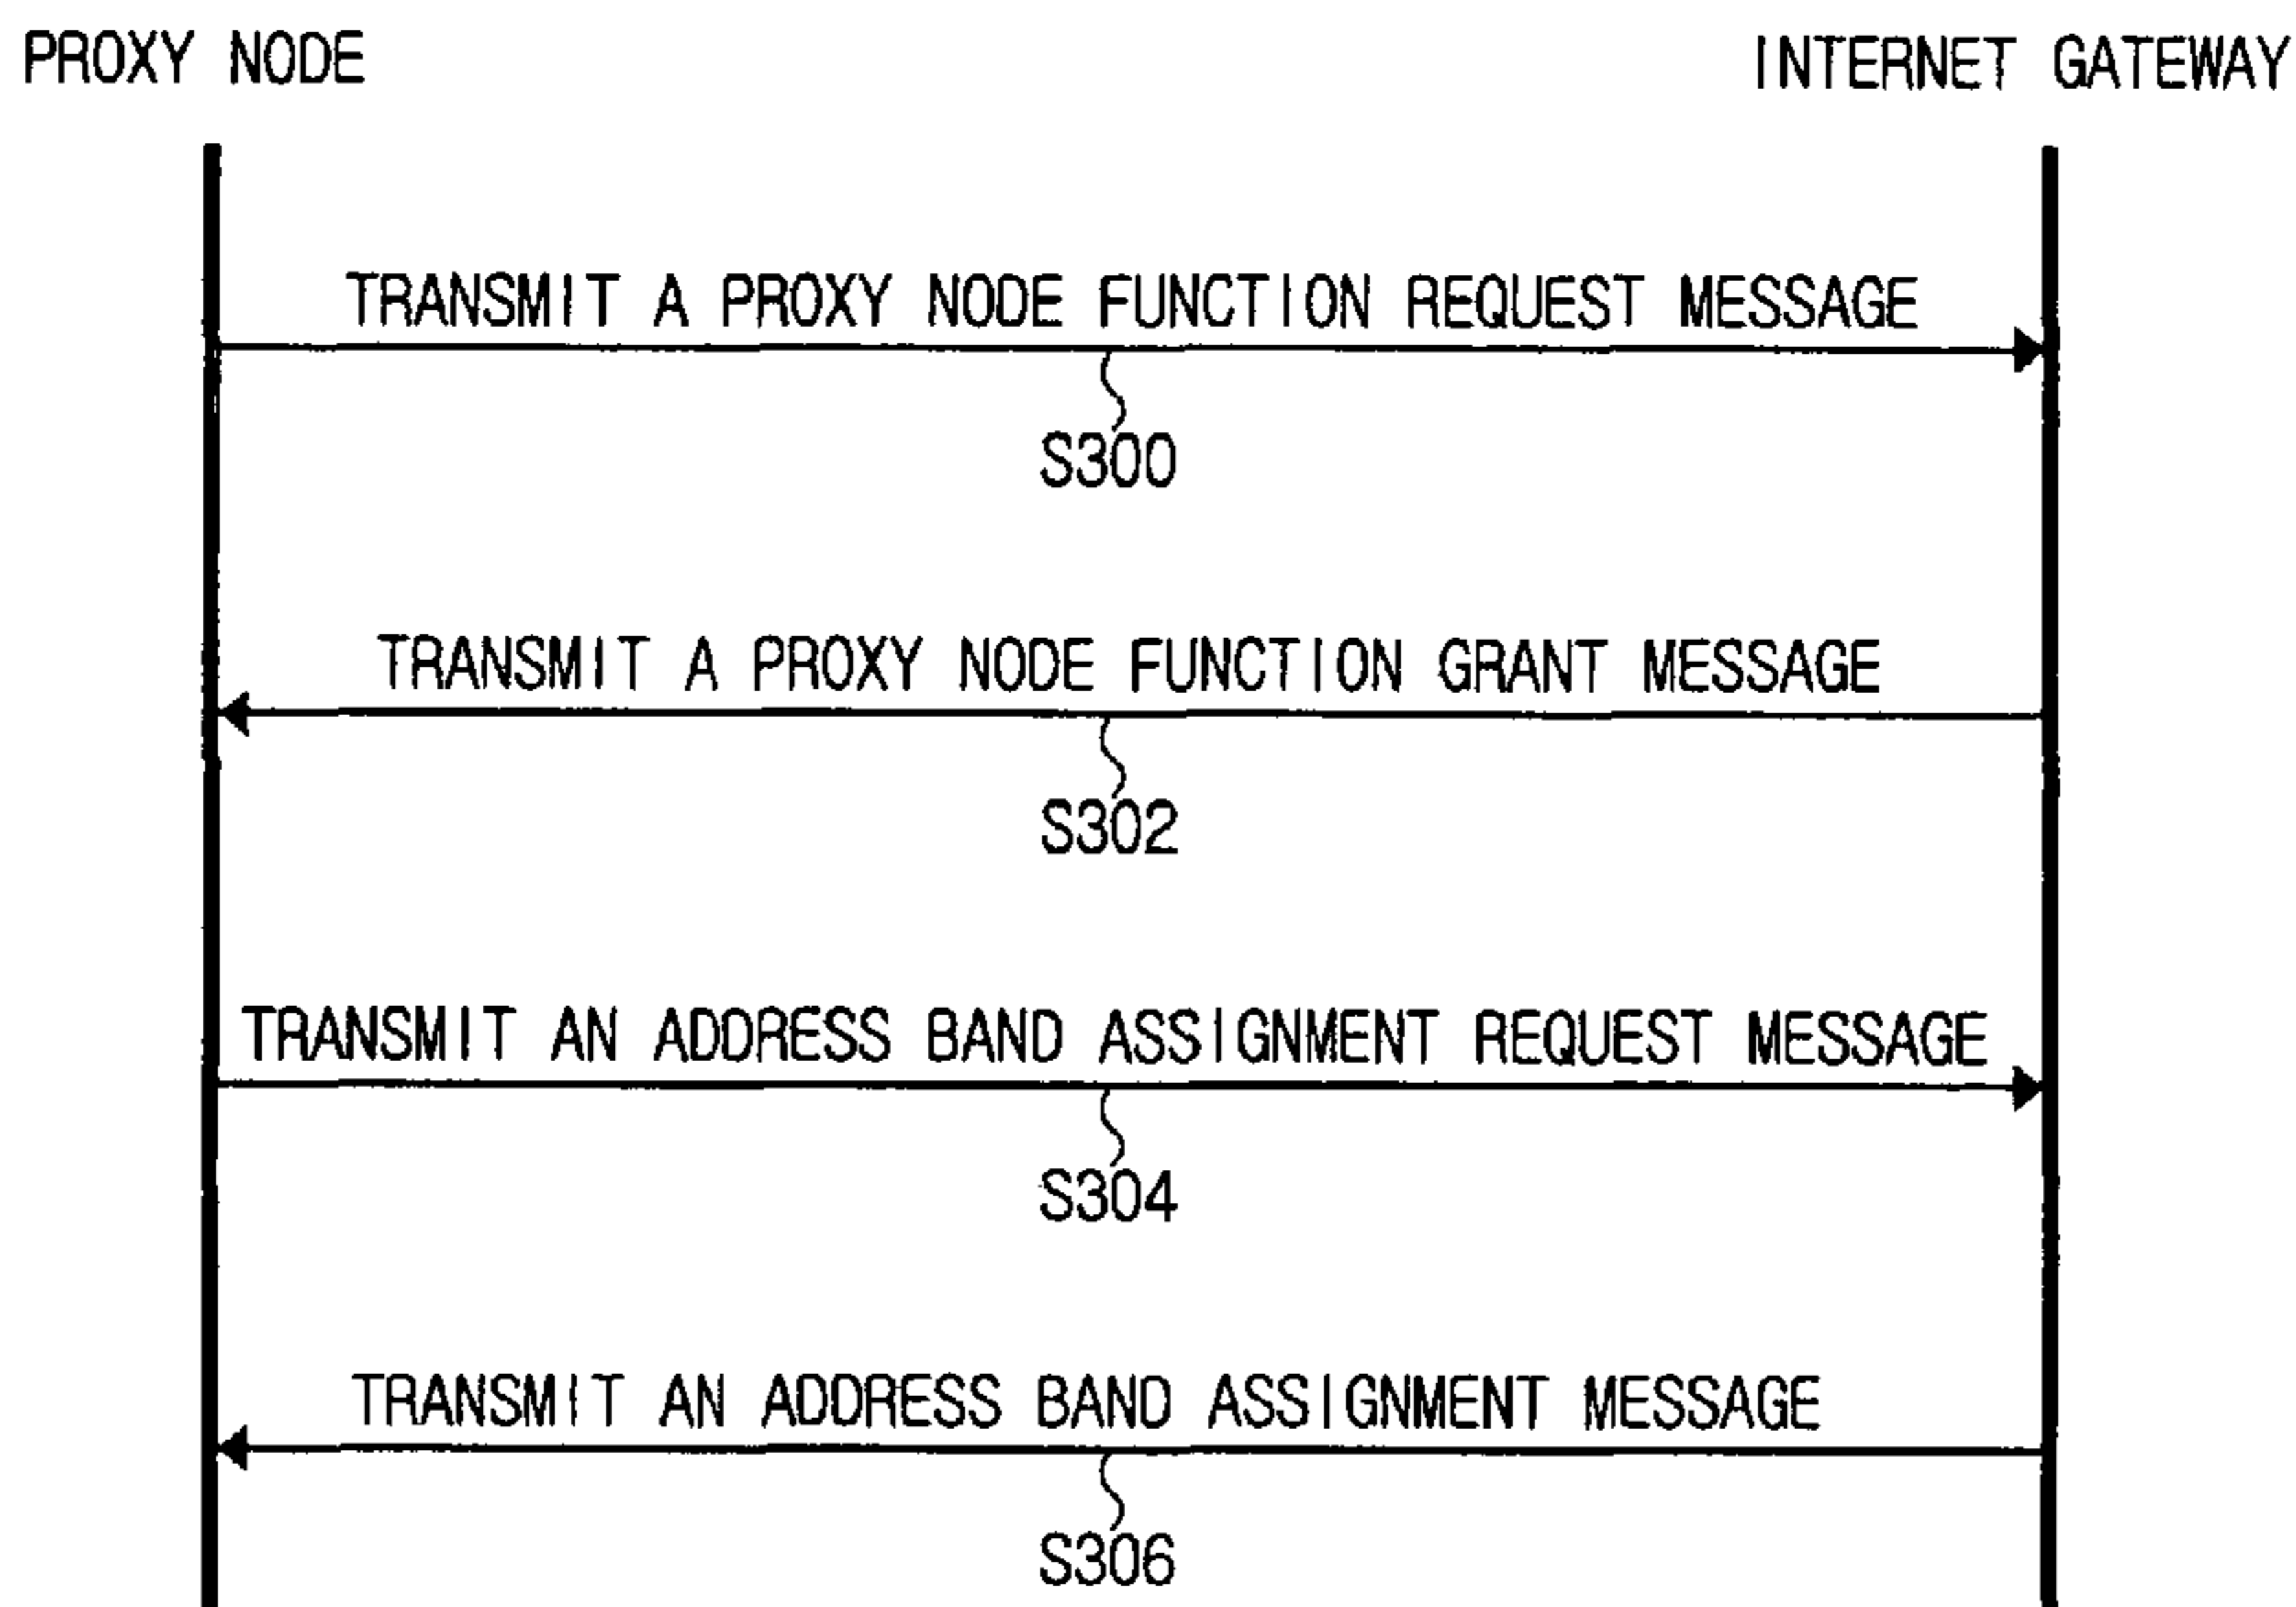 PROXY NODE
INTERNET GATEWAY
TRANSMIT A PROXY NODE FUNCTION REQUEST MESSAGE
S300
TRANSMIT A PROXY NODE FUNCTION GRANT MESSAGE
S302
TRANSMIT AN ADDRESS BAND ASSIGNMENT REQUEST MESSAGE
S304
TRANSMIT AN ADDRESS BAND ASSIGNMENT MESSAGE
S306